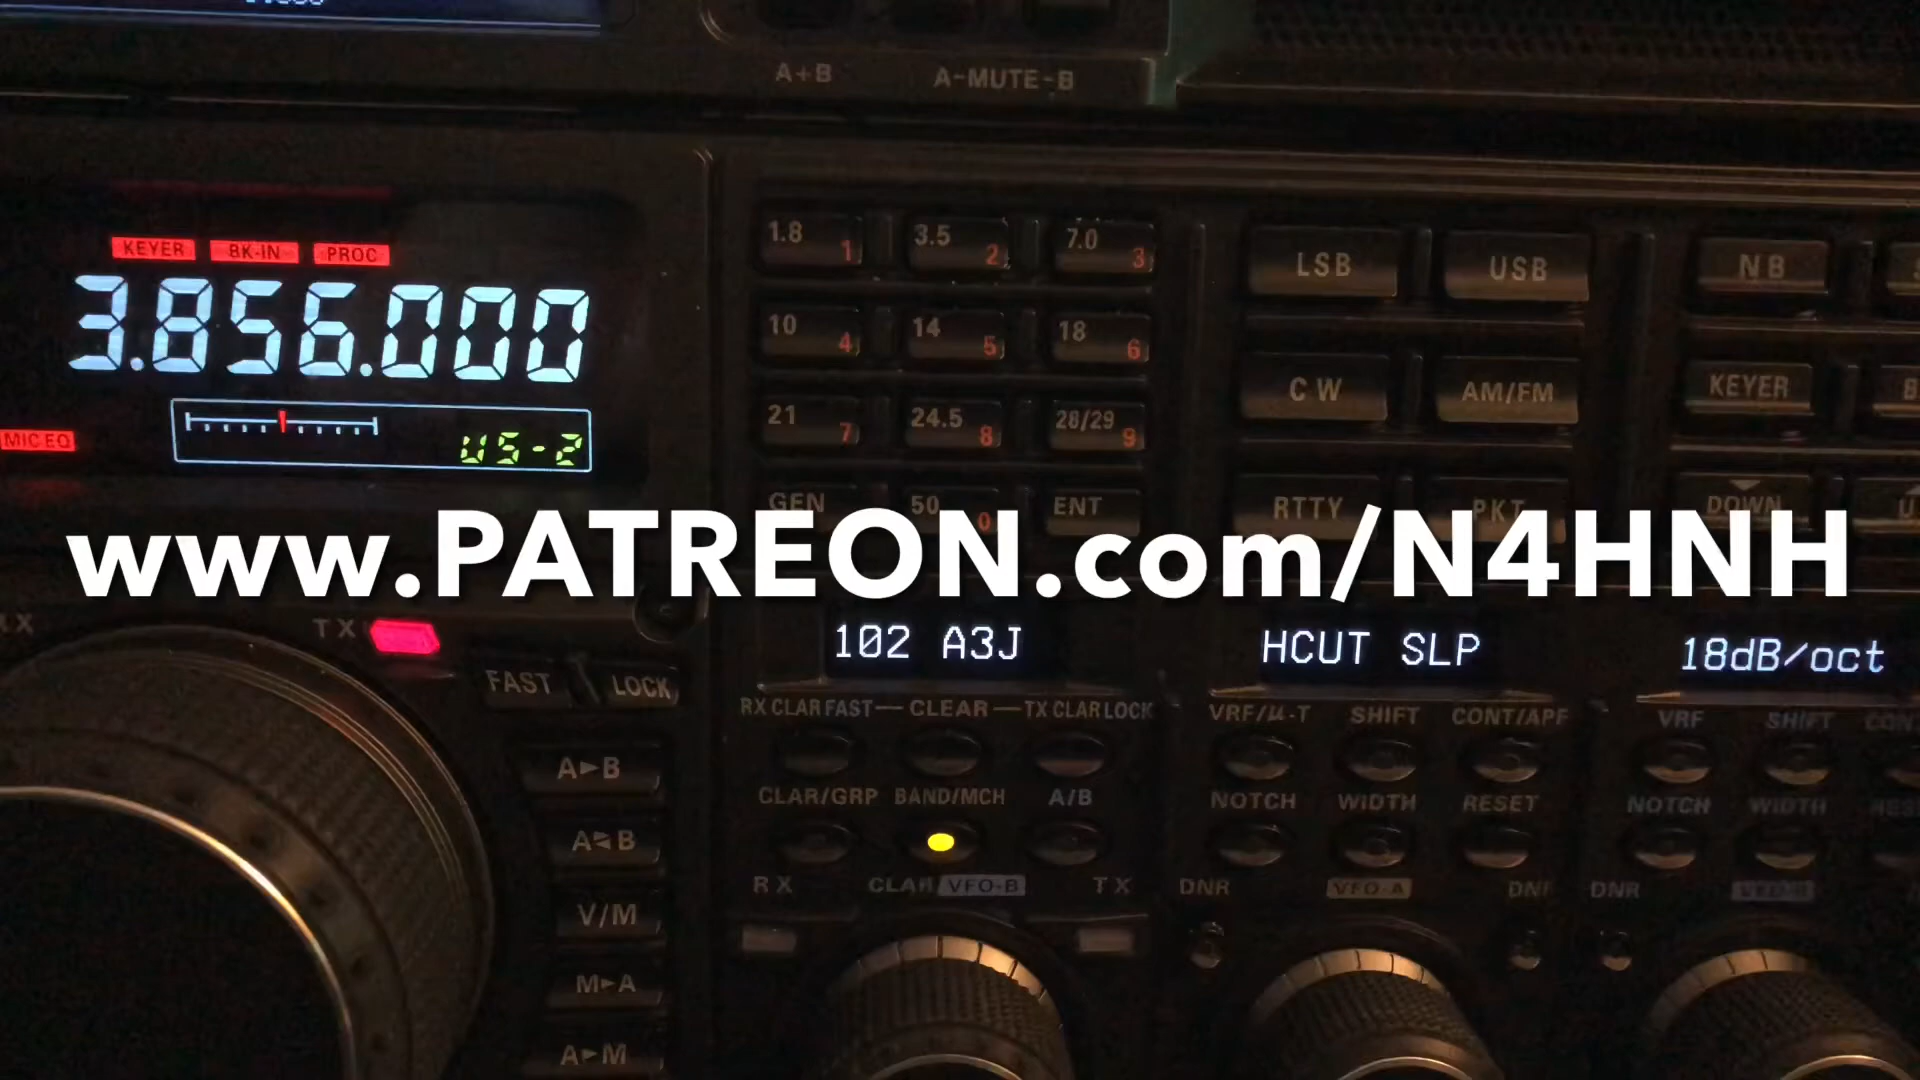 A+B A-MUTE-B
KEYER BK-IN PROC
3.856.000
MIC EQ
US-2
1.8 1 3.5 2 7.0 3
10 4 14 5 18 6
21 7 24.5 8 28/29 9
GEN 50 0 ENT
LSB USB
CW AM/FM
RTTY PKT
NB
KEYER
DOWN
www.PATREON.com/N4HNH
TX
FAST LOCK
A►B
A◄B
V/M
M►A
A►M
102 A3J
RX CLAR FAST — CLEAR — TX CLAR LOCK
CLAR/GRP BAND/MCH A/B
RX CLAR/VFO-B TX
HCUT SLP
VRF/μ-T SHIFT CONT/APF
NOTCH WIDTH RESET
DNR VFO-A
18dB/oct
VRF SHIFT
NOTCH WIDTH
DNR